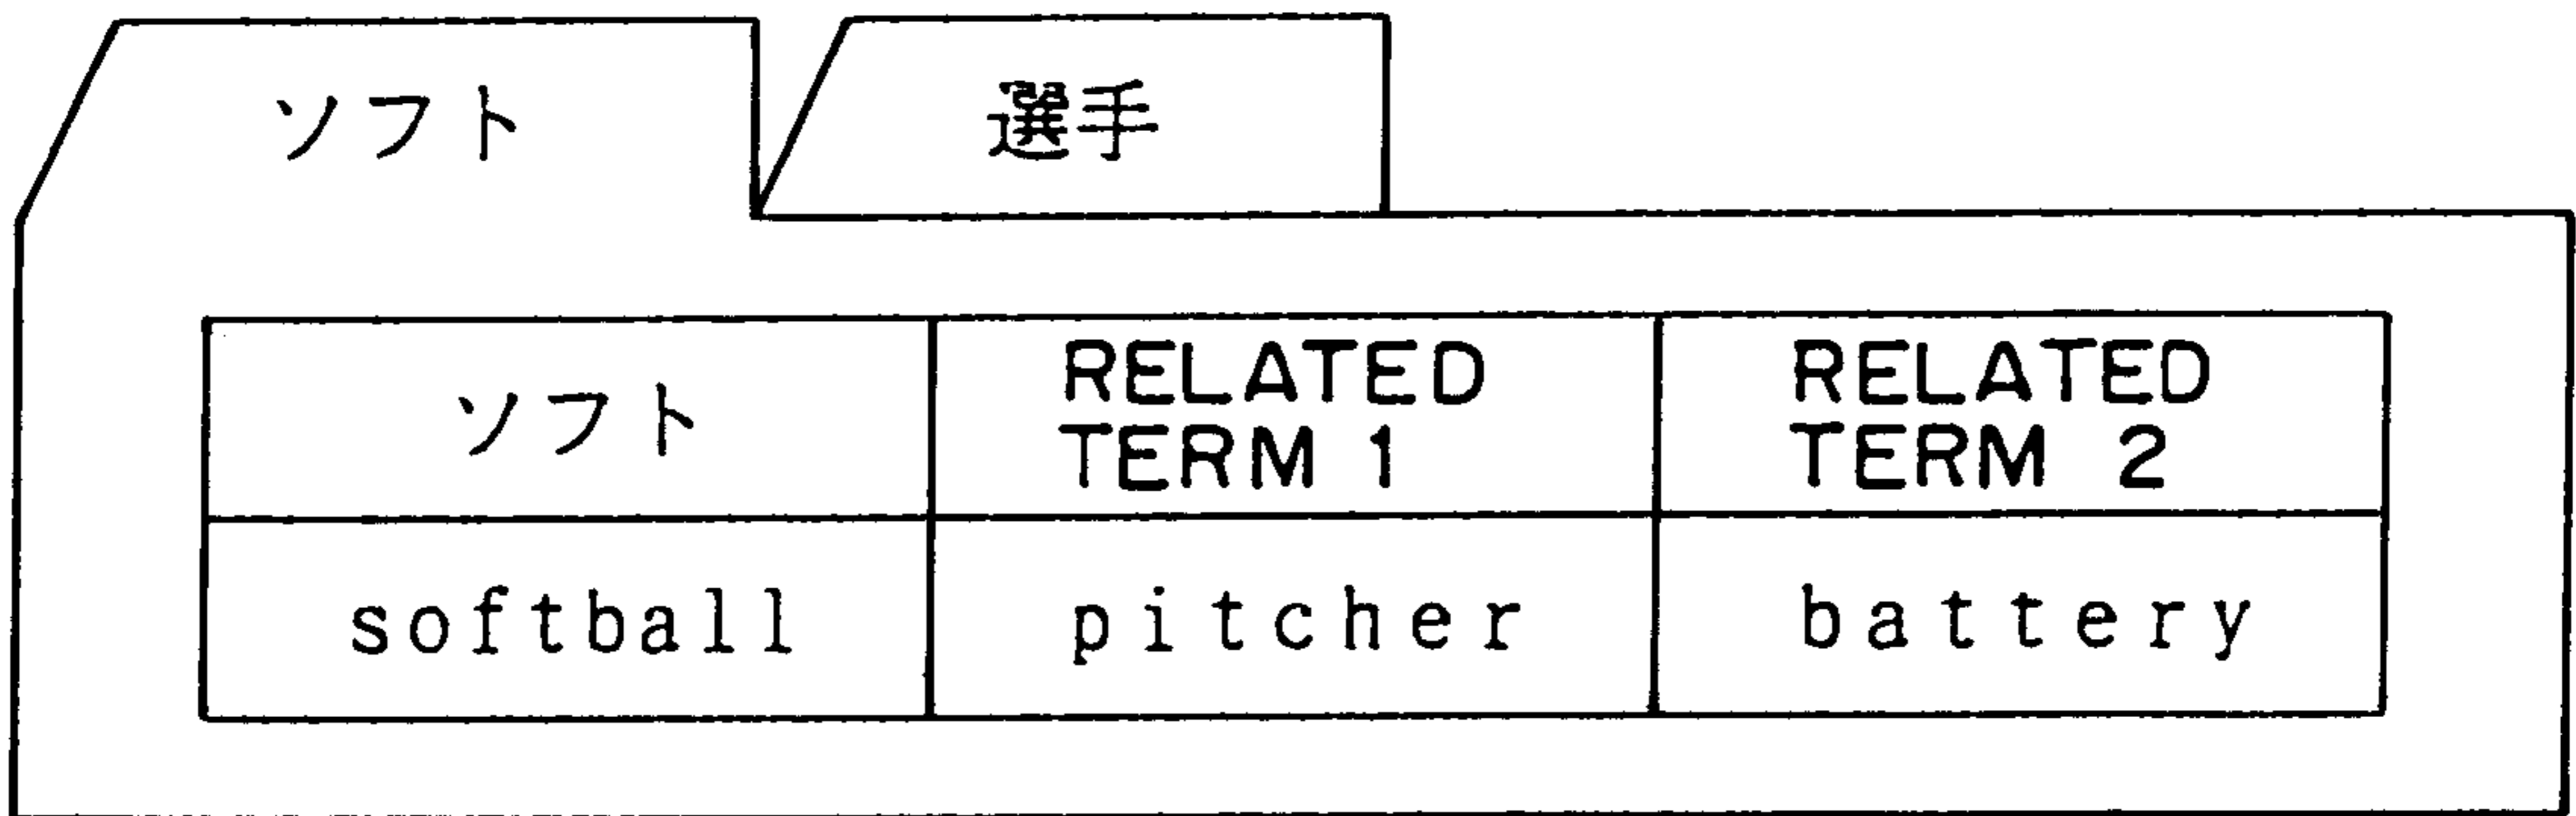 ソフト
選手
ソフト
RELATED
TERM 1
RELATED
TERM 2
softball
pitcher
battery